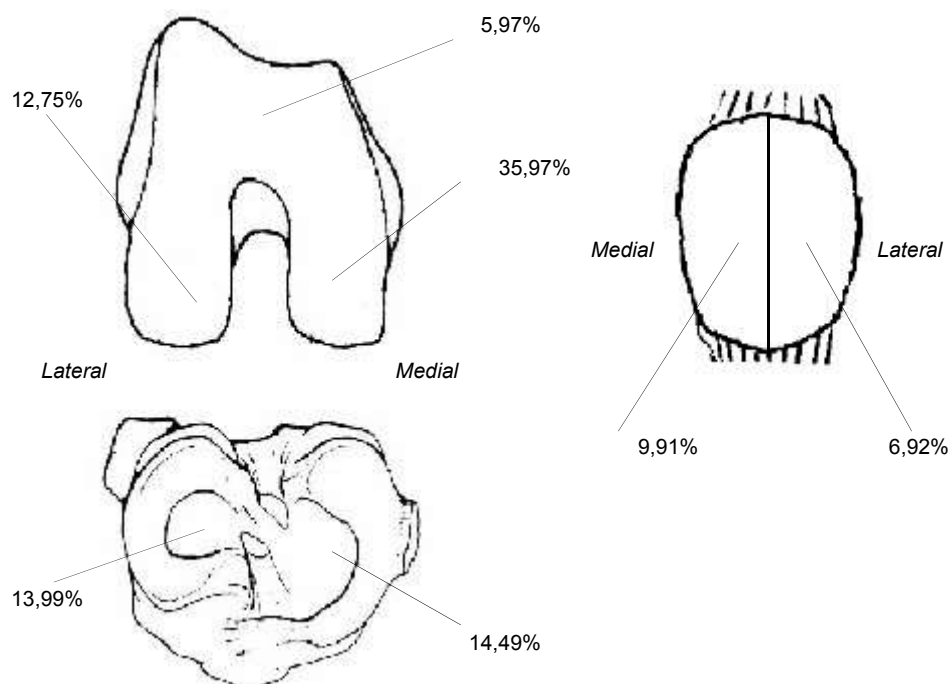 5,97%
12,75%
35,97%
Medial
Lateral
Lateral
Medial
9,91%
6,92%
13,99%
14,49%